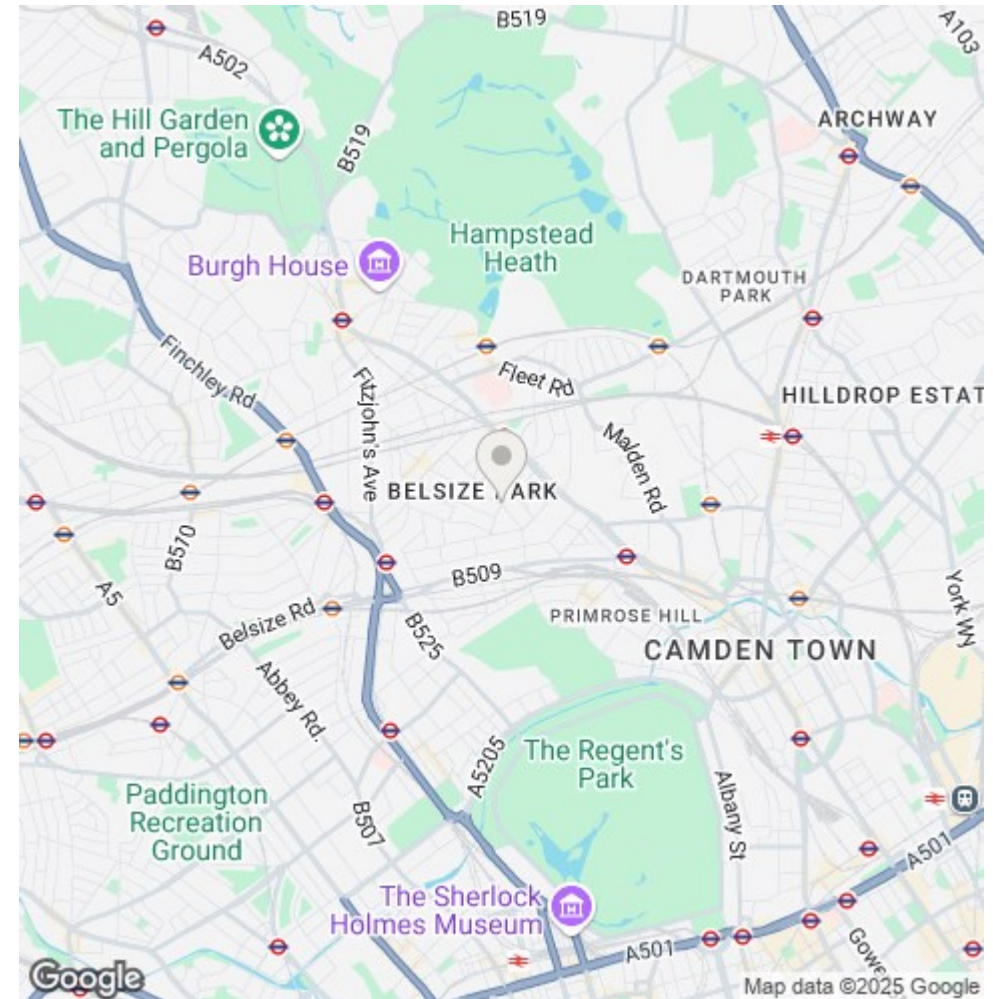 B519
A103
A502
The Hill Garden
and Pergola
B519
ARCHWAY
Hampstead
Heath
Burgh House
DARTMOUTH
PARK
Finchley Rd
Fitzjohn's Ave
Fleet Rd
HILLDROP ESTAT
Malden Rd
BELSIZE PARK
B510
A5
B509
York Wy
Belsize Rd
B525
PRIMROSE HILL
CAMDEN TOWN
Abbey Rd.
A5205
The Regent's
Park
Albany St
Paddington
Recreation
Ground
B507
A501
The Sherlock
Holmes Museum
A501
Gowe
Google
Map data ©2025 Google